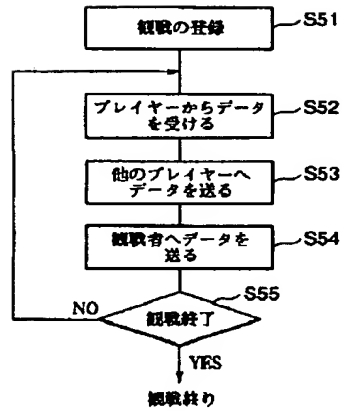 観戦の登録
S51
プレイヤーからデータ
を受ける
S52
他のプレイヤーへ
データを送る
S53
観戦者へデータを
送る
S54
S55
観戦終了
NO
YES
観戦終り